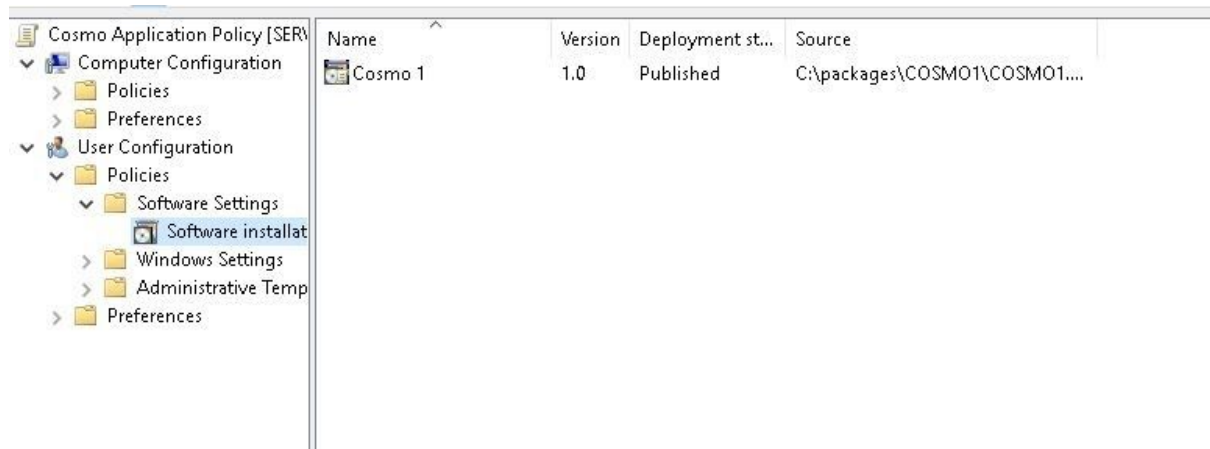 Cosmo Application Policy [SER\
Computer Configuration
Policies
Preferences
User Configuration
Policies
Software Settings
Software installat
Windows Settings
Administrative Temp
Preferences
Name Version Deployment st... Source
Cosmo 1 1.0 Published C:\packages\COSMO1\COSMO1....